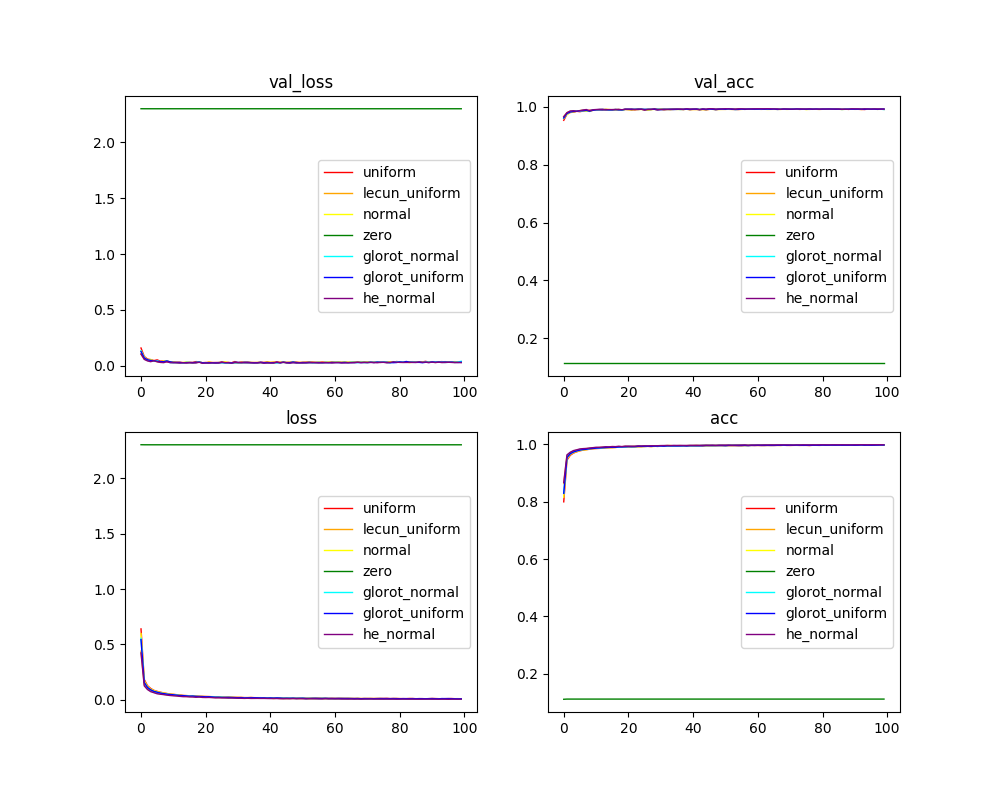 val_loss
2.0
1.5
1.0
0.5
0.0
0 20 40 60 80 100
uniform
lecun_uniform
normal
zero
glorot_normal
glorot_uniform
he_normal
val_acc
1.0
0.8
0.6
0.4
0.2
0 20 40 60 80 100
uniform
lecun_uniform
normal
zero
glorot_normal
glorot_uniform
he_normal
loss
2.0
1.5
1.0
0.5
0.0
0 20 40 60 80 100
uniform
lecun_uniform
normal
zero
glorot_normal
glorot_uniform
he_normal
acc
1.0
0.8
0.6
0.4
0.2
0 20 40 60 80 100
uniform
lecun_uniform
normal
zero
glorot_normal
glorot_uniform
he_normal